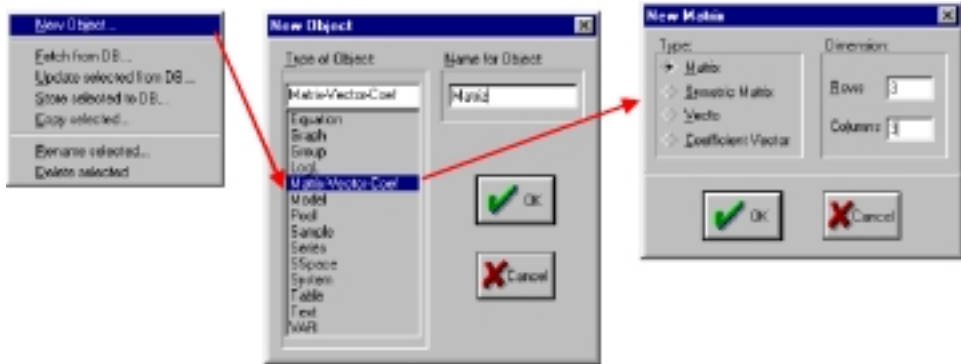 New Object...
Fetch from DB...
Update selected from DB...
Store selected to DB...
Copy selected...
Rename selected...
Delete selected
New Object
Type of Object
Matrix-Vector-Coef
Equation
Graph
Group
LogL
Matrix-Vector-Coef
Model
Pool
Sample
Series
SSpace
System
Table
Text
VAR
Name for Object
OK
Cancel
New Matrix
Type:
Matrix
Symetric Matrix
Vecto
Coefficient Vector
Dimension:
Rows 3
Columns 3
OK
Cancel